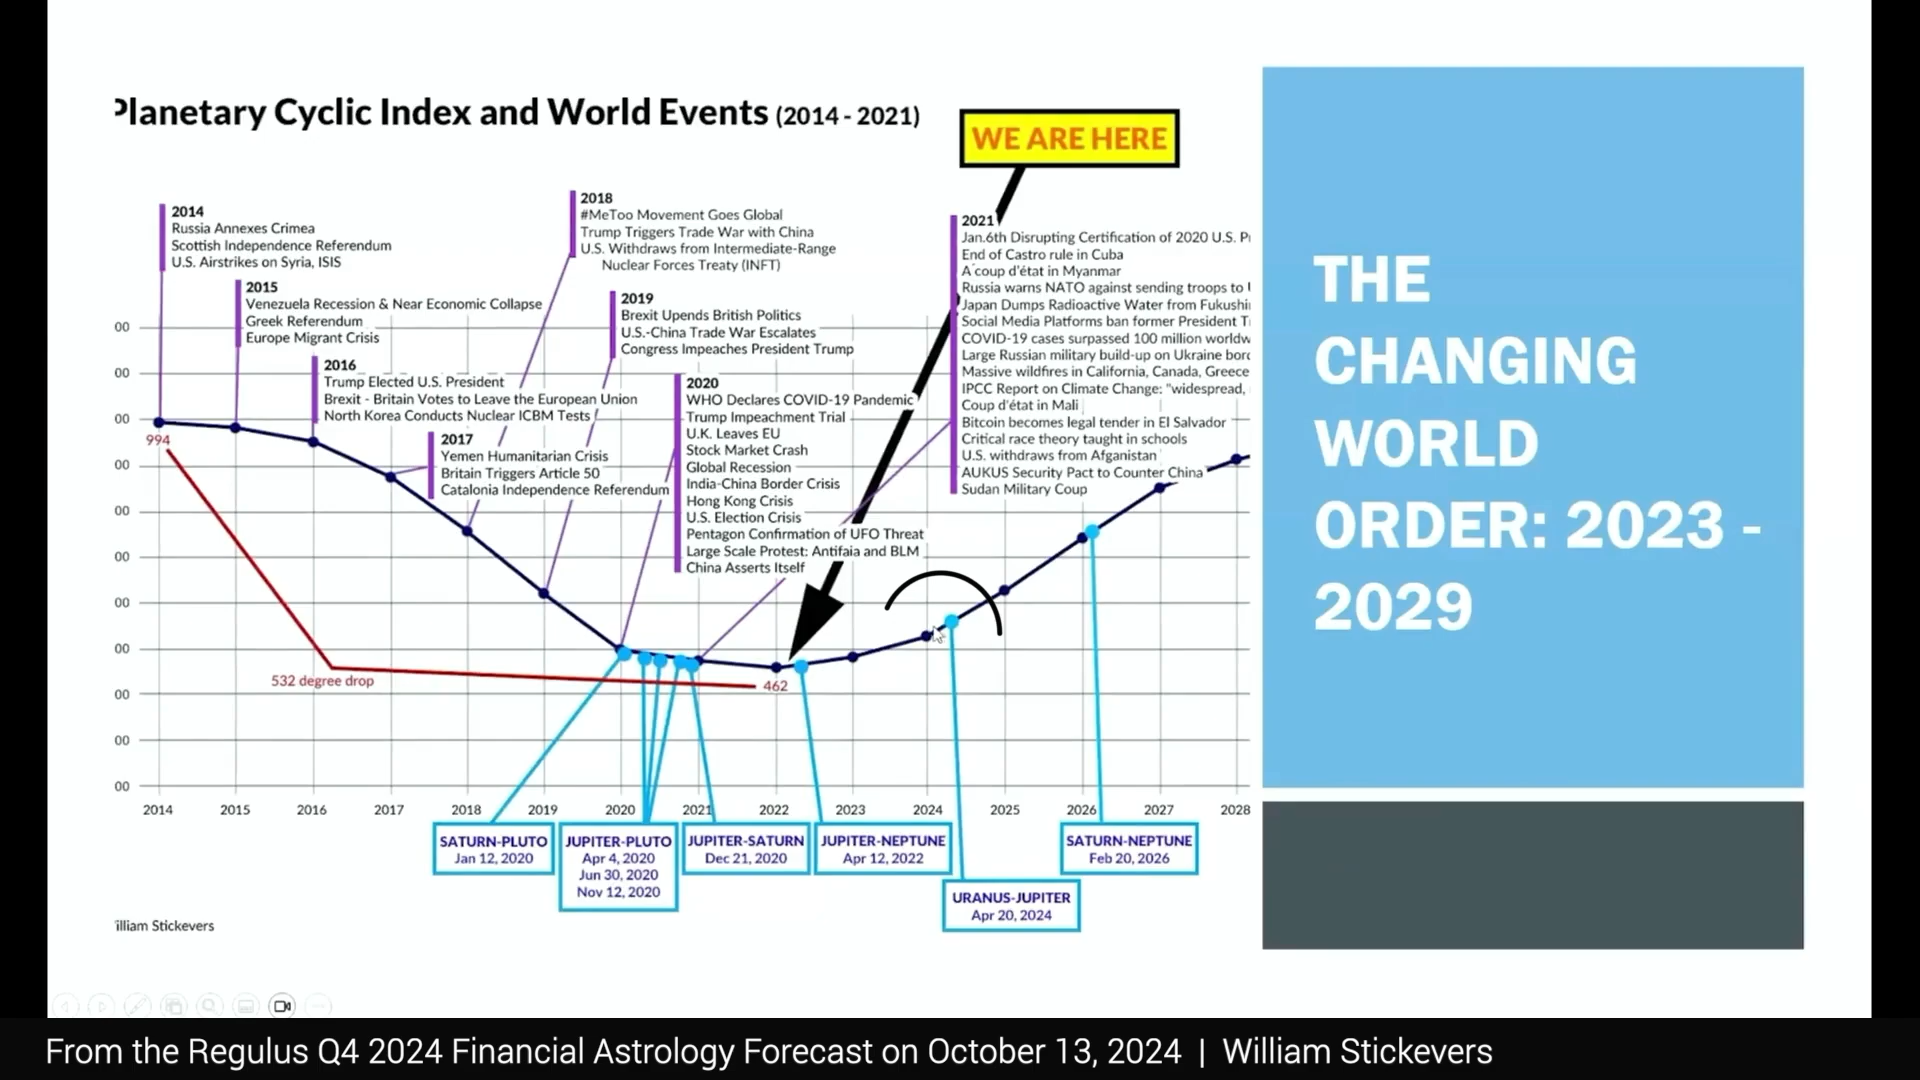 Planetary Cyclic Index and World Events (2014 - 2021)
WE ARE HERE
2014
Russia Annexes Crimea
Scottish Independence Referendum
U.S. Airstrikes on Syria, ISIS
2015
Venezuela Recession & Near Economic Collapse
Greek Referendum
Europe Migrant Crisis
2016
Trump Elected U.S. President
Brexit - Britain Votes to Leave the European Union
North Korea Conducts Nuclear ICBM Tests
2017
Yemen Humanitarian Crisis
Britain Triggers Article 50
Catalonia Independence Referendum
2018
#MeToo Movement Goes Global
Trump Triggers Trade War with China
U.S. Withdraws from Intermediate-Range
Nuclear Forces Treaty (INFT)
2019
Brexit Upends British Politics
U.S.-China Trade War Escalates
Congress Impeaches President Trump
2020
WHO Declares COVID-19 Pandemic
Trump Impeachment Trial
U.K. Leaves EU
Stock Market Crash
Global Recession
India-China Border Crisis
Hong Kong Crisis
U.S. Election Crisis
Pentagon Confirmation of UFO Threat
Large Scale Protest: Antifaia and BLM
China Asserts Itself
2021
Jan.6th Disrupting Certification of 2020 U.S.
End of Castro rule in Cuba
A coup d'état in Myanmar
Russia warns NATO against sending troops to
Japan Dumps Radioactive Water from
Social Media Platforms ban former President
COVID-19 cases surpassed 100 million
Large Russian military build-up on Ukraine
Massive wildfires in California, Canada, Greece
IPCC Report on Climate Change: "widespread,
Coup d'état in Mali
Bitcoin becomes legal tender in El Salvador
Critical race theory taught in schools
U.S. withdraws from Afganistan
AUKUS Security Pact to Counter China
Sudan Military Coup
00
00
00
00
00
00
00
00
00
00
00
994
532 degree drop
462
2014 2015 2016 2017 2018 2019 2020 2021 2022 2023 2024 2025 2026 2027 2028
SATURN-PLUTO
Jan 12, 2020
JUPITER-PLUTO
Apr 4, 2020
Jun 30, 2020
Nov 12, 2020
JUPITER-SATURN
Dec 21, 2020
JUPITER-NEPTUNE
Apr 12, 2022
URANUS-JUPITER
Apr 20, 2024
SATURN-NEPTUNE
Feb 20, 2026
illiam Stickevers
THE
CHANGING
WORLD
ORDER: 2023 -
2029
From the Regulus Q4 2024 Financial Astrology Forecast on October 13, 2024 | William Stickevers